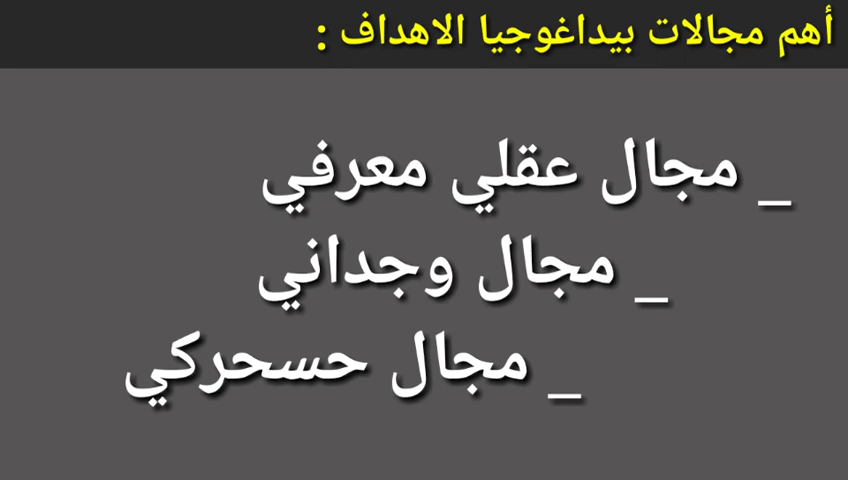 أهم مجالات بيداغوجيا الاهداف :
_ مجال عقلي معرفي
_ مجال وجداني
_ مجال حسحركي